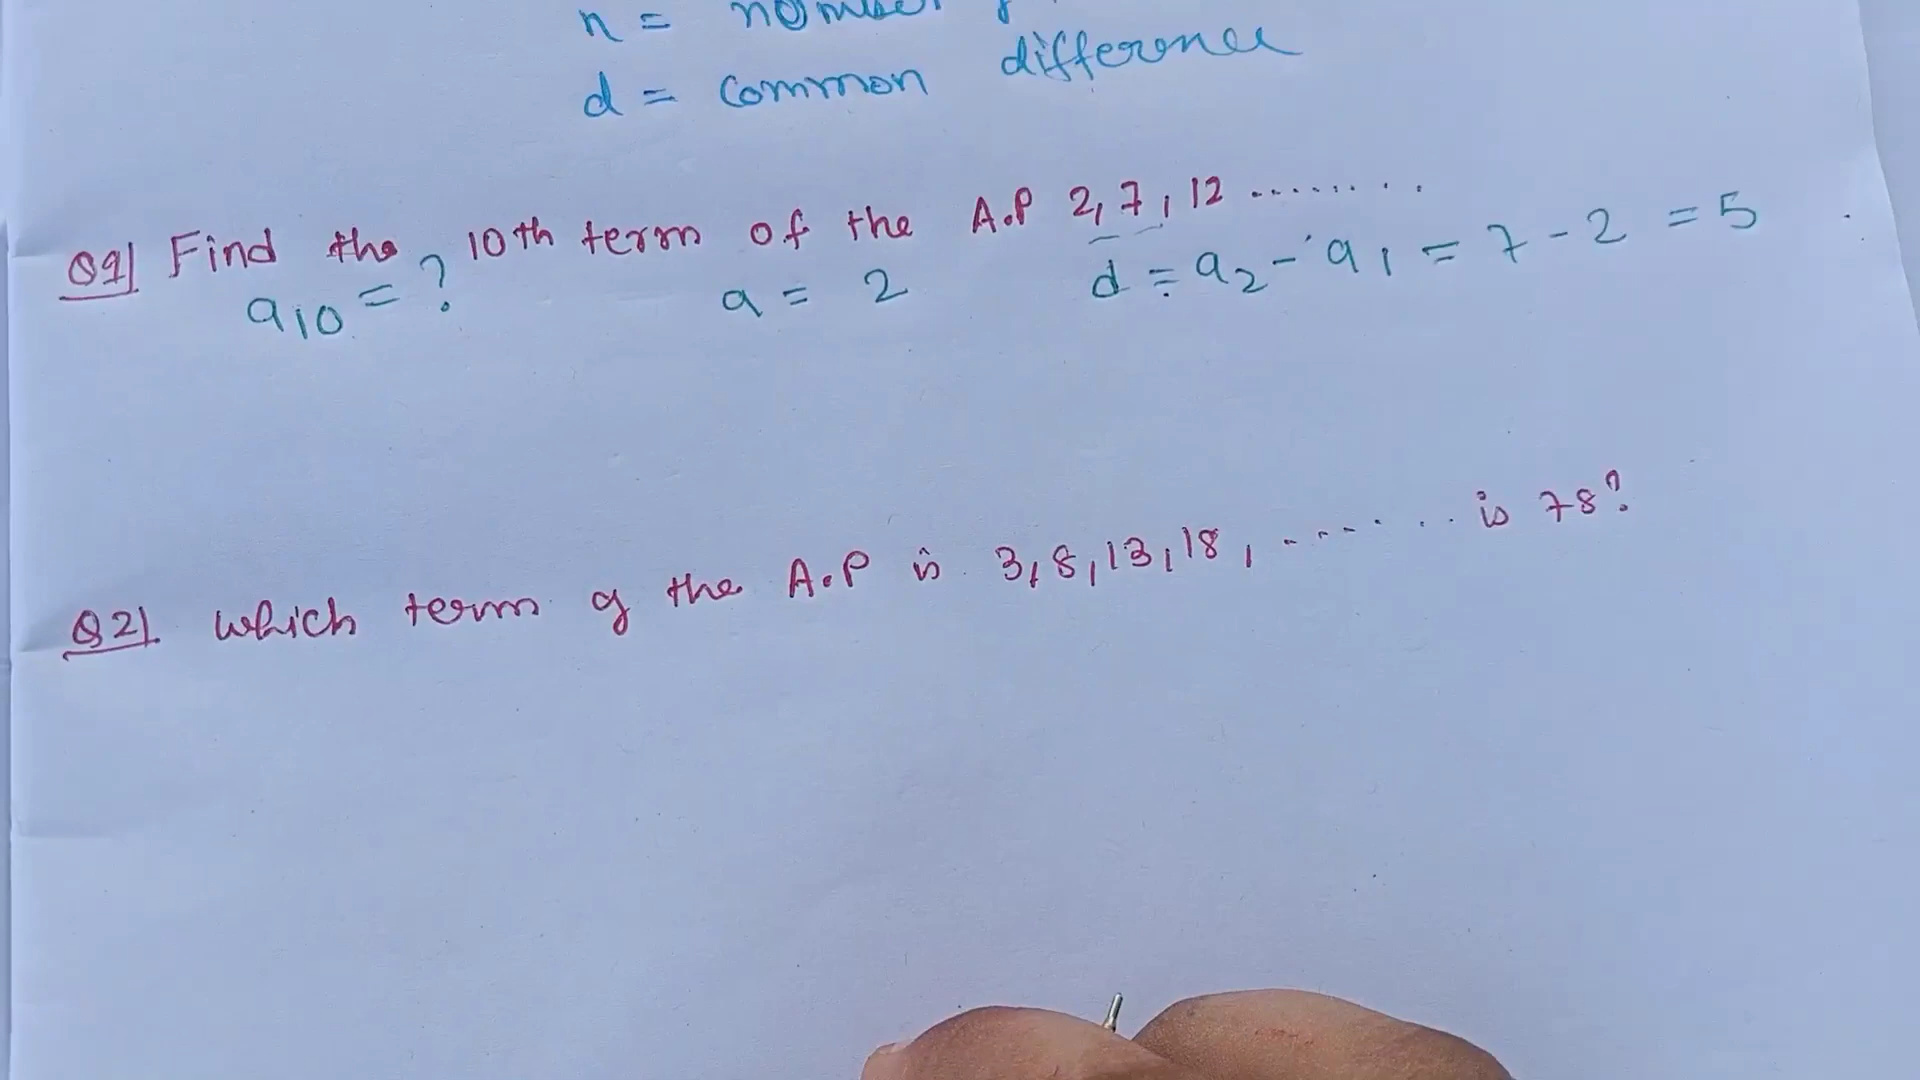 n =
d = common difference
Q1| Find the 10th term of the A.P 2, 7, 12 .........
a10 = ? a = 2 d = a2 - a1 = 7 - 2 = 5
Q2|. which term of the A.P is 3, 8, 13, 18, ....... is 78?